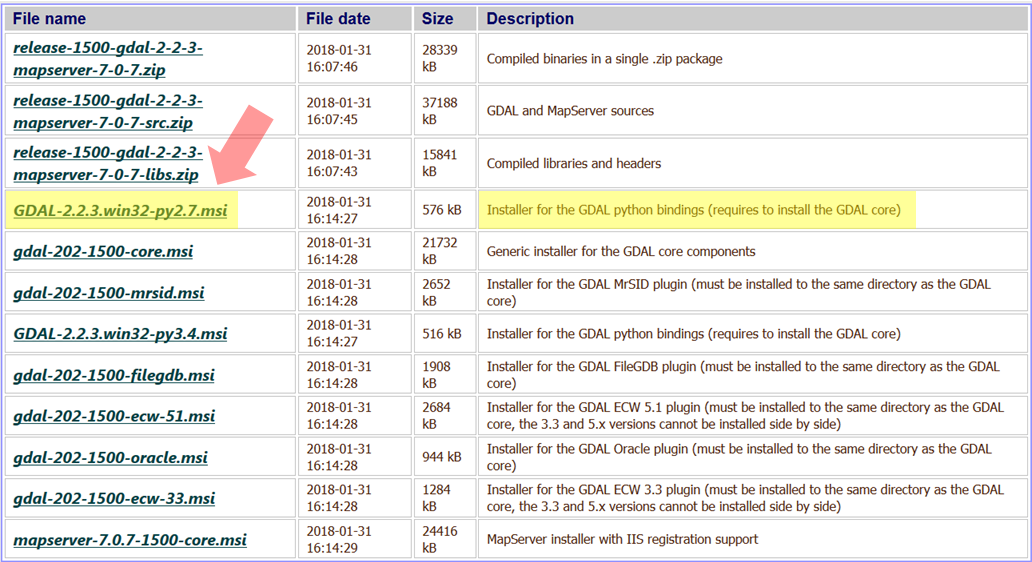 File name File date Size Description
release-1500-gdal-2-2-3-
mapserver-7-0-7.zip
2018-01-31
16:07:46
28339
kB
Compiled binaries in a single .zip package
release-1500-gdal-2-2-3-
mapserver-7-0-7-src.zip
2018-01-31
16:07:45
37188
kB
GDAL and MapServer sources
release-1500-gdal-2-2-3-
mapserver-7-0-7-libs.zip
2018-01-31
16:07:43
15841
kB
Compiled libraries and headers
GDAL-2.2.3.win32-py2.7.msi
2018-01-31
16:14:27
576 kB
Installer for the GDAL python bindings (requires to install the GDAL core)
gdal-202-1500-core.msi
2018-01-31
16:14:28
21732
kB
Generic installer for the GDAL core components
gdal-202-1500-mrsid.msi
2018-01-31
16:14:28
2652
kB
Installer for the GDAL MrSID plugin (must be installed to the same directory as the GDAL
core)
GDAL-2.2.3.win32-py3.4.msi
2018-01-31
16:14:27
516 kB
Installer for the GDAL python bindings (requires to install the GDAL core)
gdal-202-1500-filegdb.msi
2018-01-31
16:14:28
1908
kB
Installer for the GDAL FileGDB plugin (must be installed to the same directory as the GDAL
core)
gdal-202-1500-ecw-51.msi
2018-01-31
16:14:28
2684
kB
Installer for the GDAL ECW 5.1 plugin (must be installed to the same directory as the GDAL
core, the 3.3 and 5.x versions cannot be installed side by side)
gdal-202-1500-oracle.msi
2018-01-31
16:14:28
944 kB
Installer for the GDAL Oracle plugin (must be installed to the same directory as the GDAL
core)
gdal-202-1500-ecw-33.msi
2018-01-31
16:14:28
1284
kB
Installer for the GDAL ECW 3.3 plugin (must be installed to the same directory as the GDAL
core, the 3.3 and 5.x versions cannot be installed side by side)
mapserver-7.0.7-1500-core.msi
2018-01-31
16:14:29
24416
kB
MapServer installer with IIS registration support